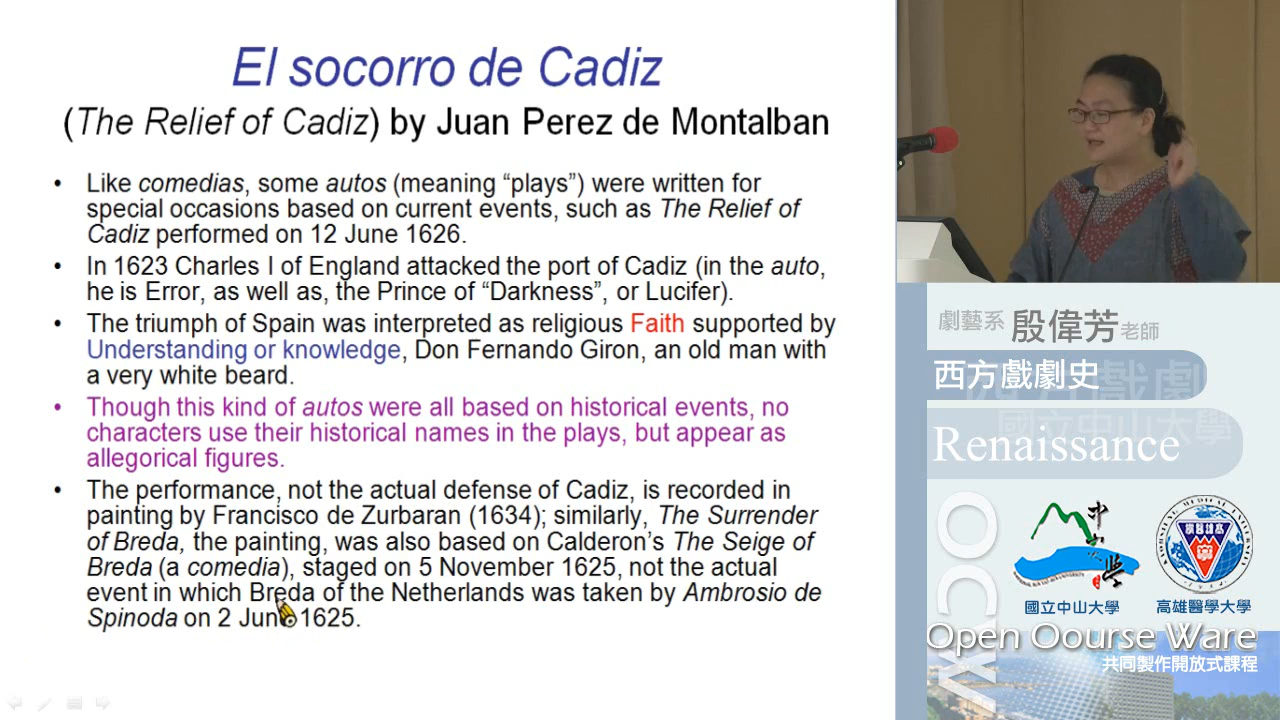 El socorro de Cadiz
(The Relief of Cadiz) by Juan Perez de Montalban
• Like comedias, some autos (meaning “plays”) were written for
special occasions based on current events, such as The Relief of
Cadiz performed on 12 June 1626.
• In 1623 Charles I of England attacked the port of Cadiz (in the auto,
he is Error, as well as, the Prince of “Darkness”, or Lucifer).
• The triumph of Spain was interpreted as religious Faith supported by
Understanding or knowledge, Don Fernando Giron, an old man with
a very white beard.
• Though this kind of autos were all based on historical events, no
characters use their historical names in the plays, but appear as
allegorical figures.
• The performance, not the actual defense of Cadiz, is recorded in
painting by Francisco de Zurbaran (1634); similarly, The Surrender
of Breda, the painting, was also based on Calderon’s The Seige of
Breda (a comedia), staged on 5 November 1625, not the actual
event in which Breda of the Netherlands was taken by Ambrosio de
Spinoda on 2 June 1625.
劇藝系 殷偉芳老師
西方戲劇史
國立中山大學
Renaissance
OCW
中山大學
國立中山大學
高雄醫學大學
Open Oourse Ware
共同製作開放式課程